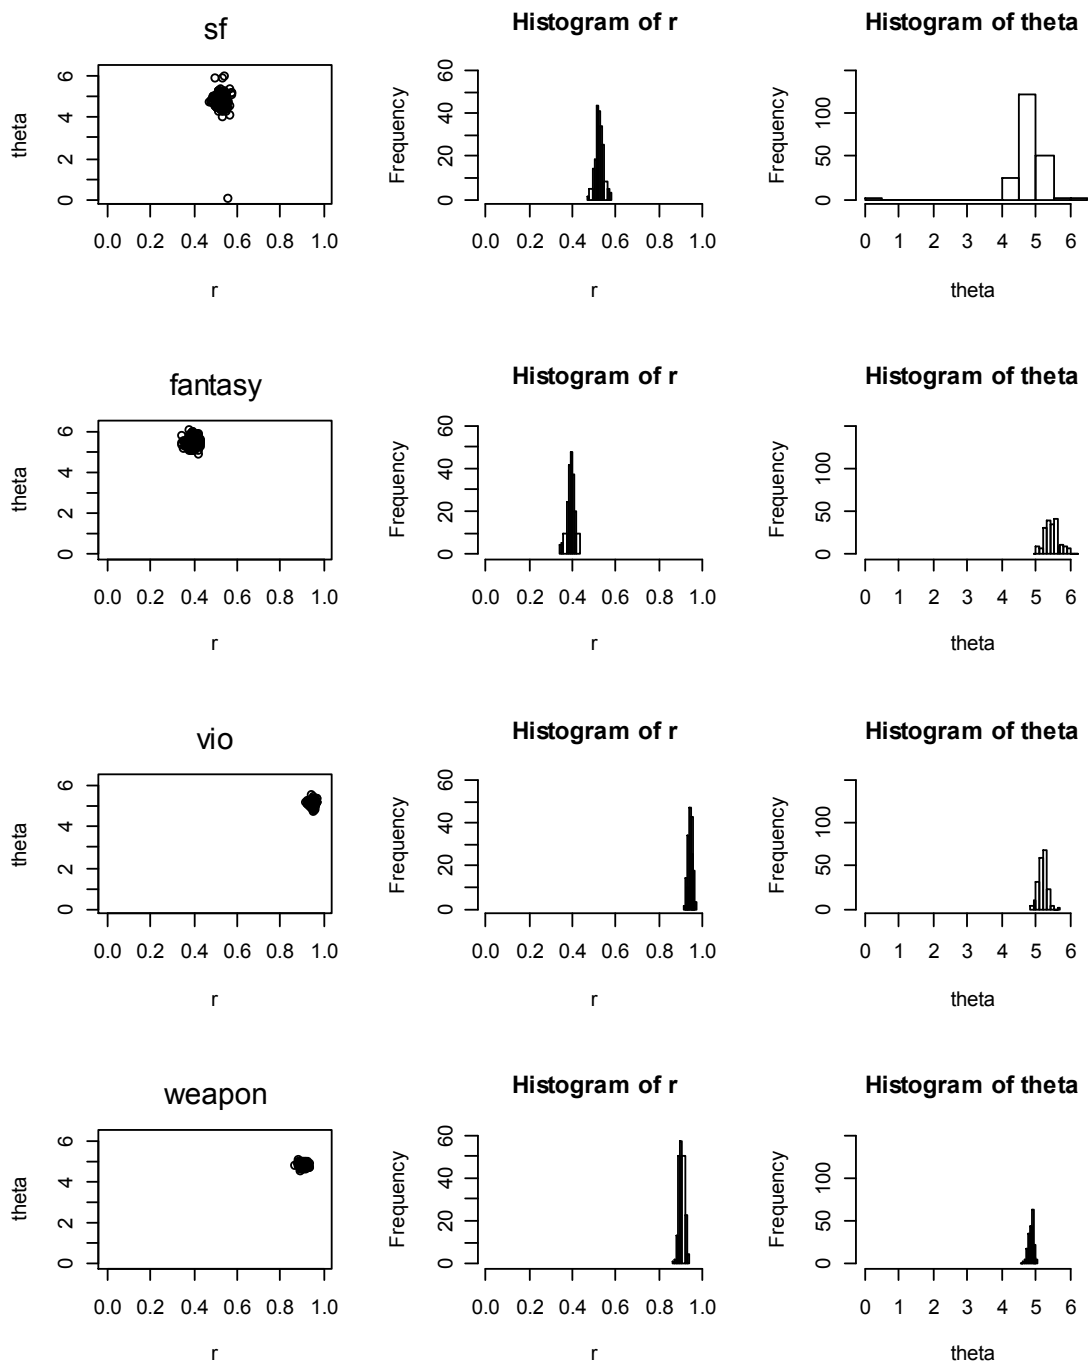 sf Histogram of r Histogram of theta
theta 0 2 4 6 Frequency 0 20 40 60 Frequency 0 50 100
0.0 0.2 0.4 0.6 0.8 1.0 0.0 0.2 0.4 0.6 0.8 1.0 0 1 2 3 4 5 6
r r theta
fantasy Histogram of r Histogram of theta
theta 0 2 4 6 Frequency 0 20 40 60 Frequency 0 50 100
0.0 0.2 0.4 0.6 0.8 1.0 0.0 0.2 0.4 0.6 0.8 1.0 0 1 2 3 4 5 6
r r theta
vio Histogram of r Histogram of theta
theta 0 2 4 6 Frequency 0 20 40 60 Frequency 0 50 100
0.0 0.2 0.4 0.6 0.8 1.0 0.0 0.2 0.4 0.6 0.8 1.0 0 1 2 3 4 5 6
r r theta
weapon Histogram of r Histogram of theta
theta 0 2 4 6 Frequency 0 20 40 60 Frequency 0 50 100
0.0 0.2 0.4 0.6 0.8 1.0 0.0 0.2 0.4 0.6 0.8 1.0 0 1 2 3 4 5 6
r r theta